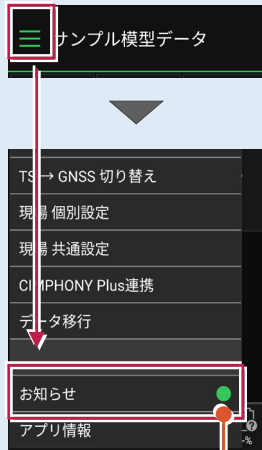 サンプル模型データ
TS → GNSS 切り替え
現場 個別設定
現場 共通設定
CIMPHONY Plus連携
データ移行
お知らせ
アプリ情報
-%